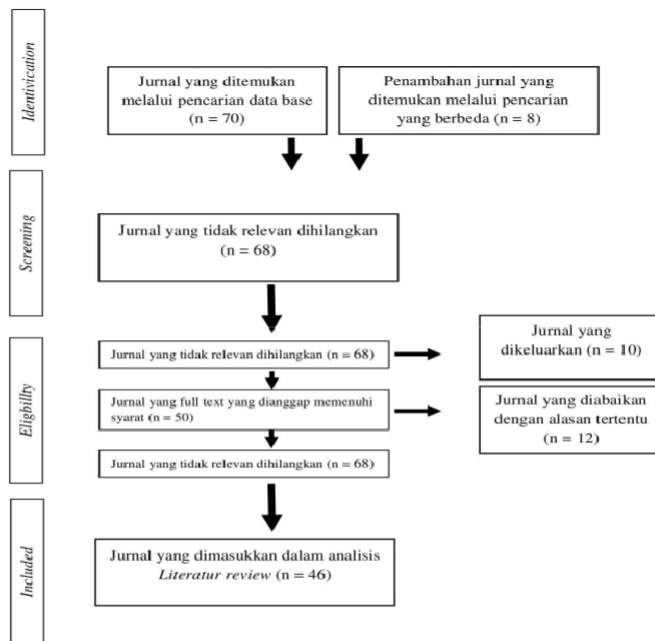 Identivication
Jurnal yang ditemukan
melalui pencarian data base
(n = 70)
Penambahan jurnal yang
ditemukan melalui pencarian
yang berbeda (n = 8)
Screening
Jurnal yang tidak relevan dihilangkan
(n = 68)
Eligbillty
Jurnal yang tidak relevan dihilangkan (n = 68)
Jurnal yang
dikeluarkan (n = 10)
Jurnal yang full text yang dianggap memenuhi
syarat (n = 50)
Jurnal yang diabaikan
dengan alasan tertentu
(n = 12)
Jurnal yang tidak relevan dihilangkan (n = 68)
Included
Jurnal yang dimasukkan dalam analisis
Literatur review (n = 46)